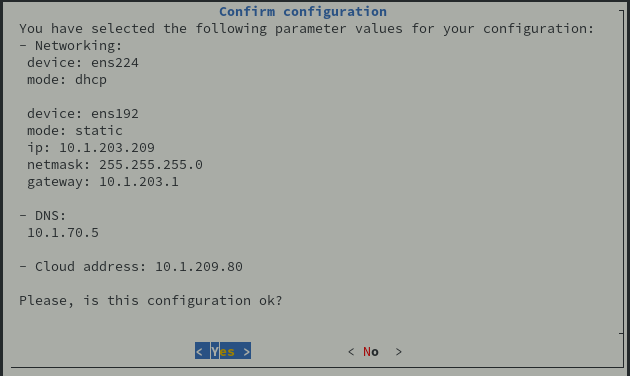 Confirm configuration
You have selected the following parameter values for your configuration:
- Networking:
device: ens224
mode: dhcp
device: ens192
mode: static
ip: 10.1.203.209
netmask: 255.255.255.0
gateway: 10.1.203.1
- DNS:
10.1.70.5
- Cloud address: 10.1.209.80
Please, is this configuration ok?
< Yes > < No >